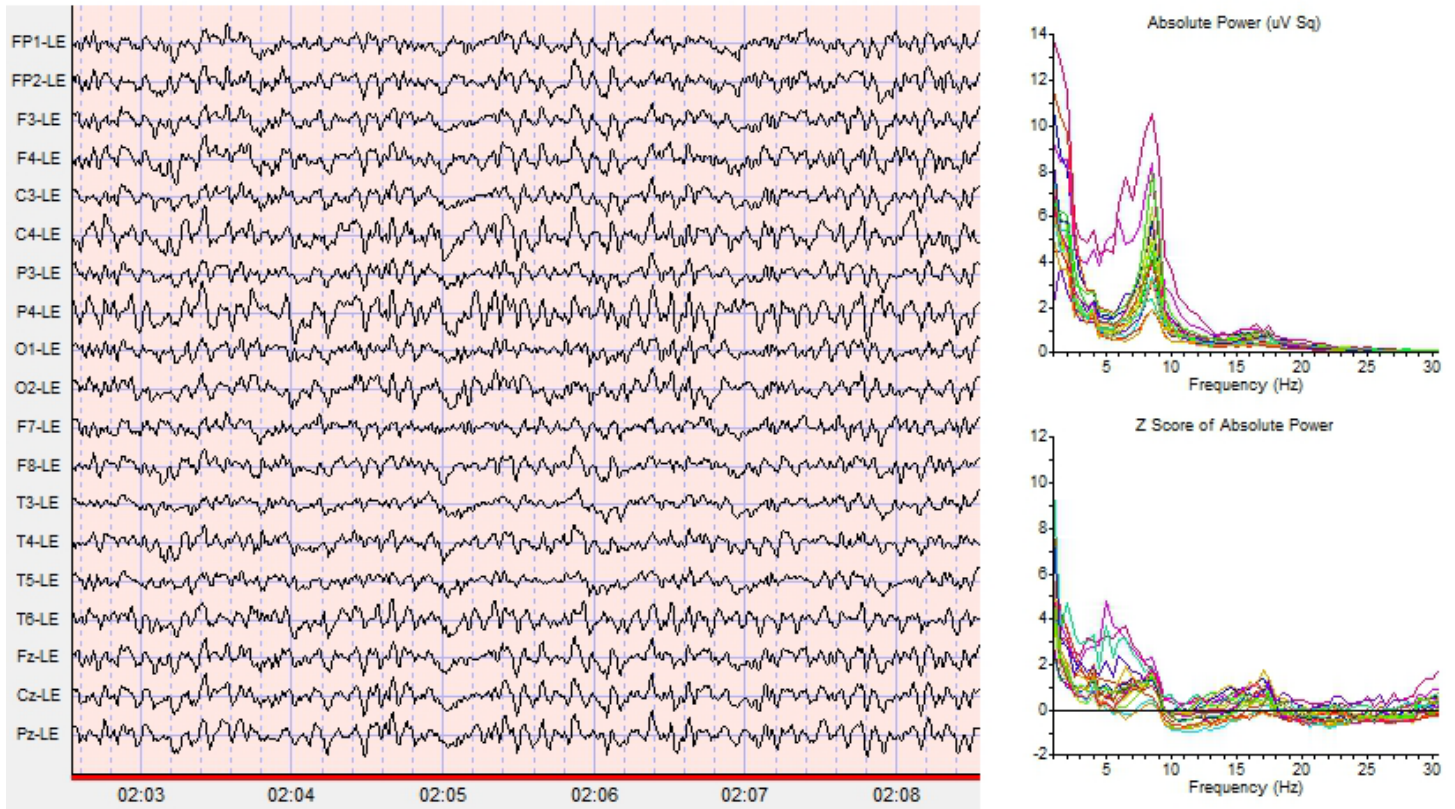 FP1-LE
FP2-LE
F3-LE
F4-LE
C3-LE
C4-LE
P3-LE
P4-LE
O1-LE
O2-LE
F7-LE
F8-LE
T3-LE
T4-LE
T5-LE
T6-LE
Fz-LE
Cz-LE
Pz-LE
02:03 02:04 02:05 02:06 02:07 02:08
Absolute Power (uV Sq)
14
12
10
8
6
4
2
0
5 10 15 20 25 30
Frequency (Hz)
Z Score of Absolute Power
12
10
8
6
4
2
0
-2
5 10 15 20 25 30
Frequency (Hz)